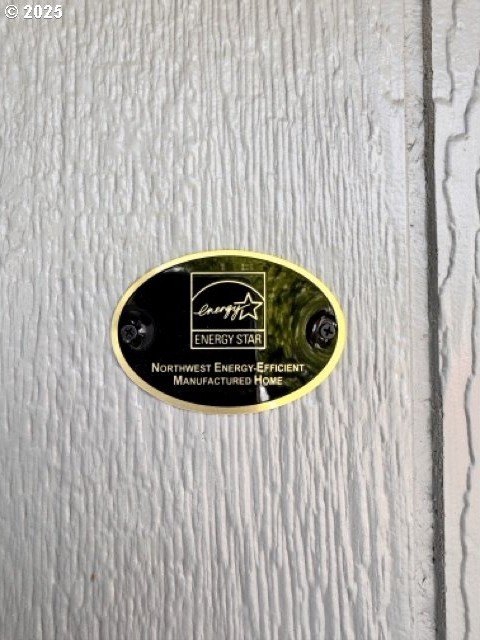 © 2025
energy
ENERGY STAR
NORTHWEST ENERGY-EFFICIENT
MANUFACTURED HOME